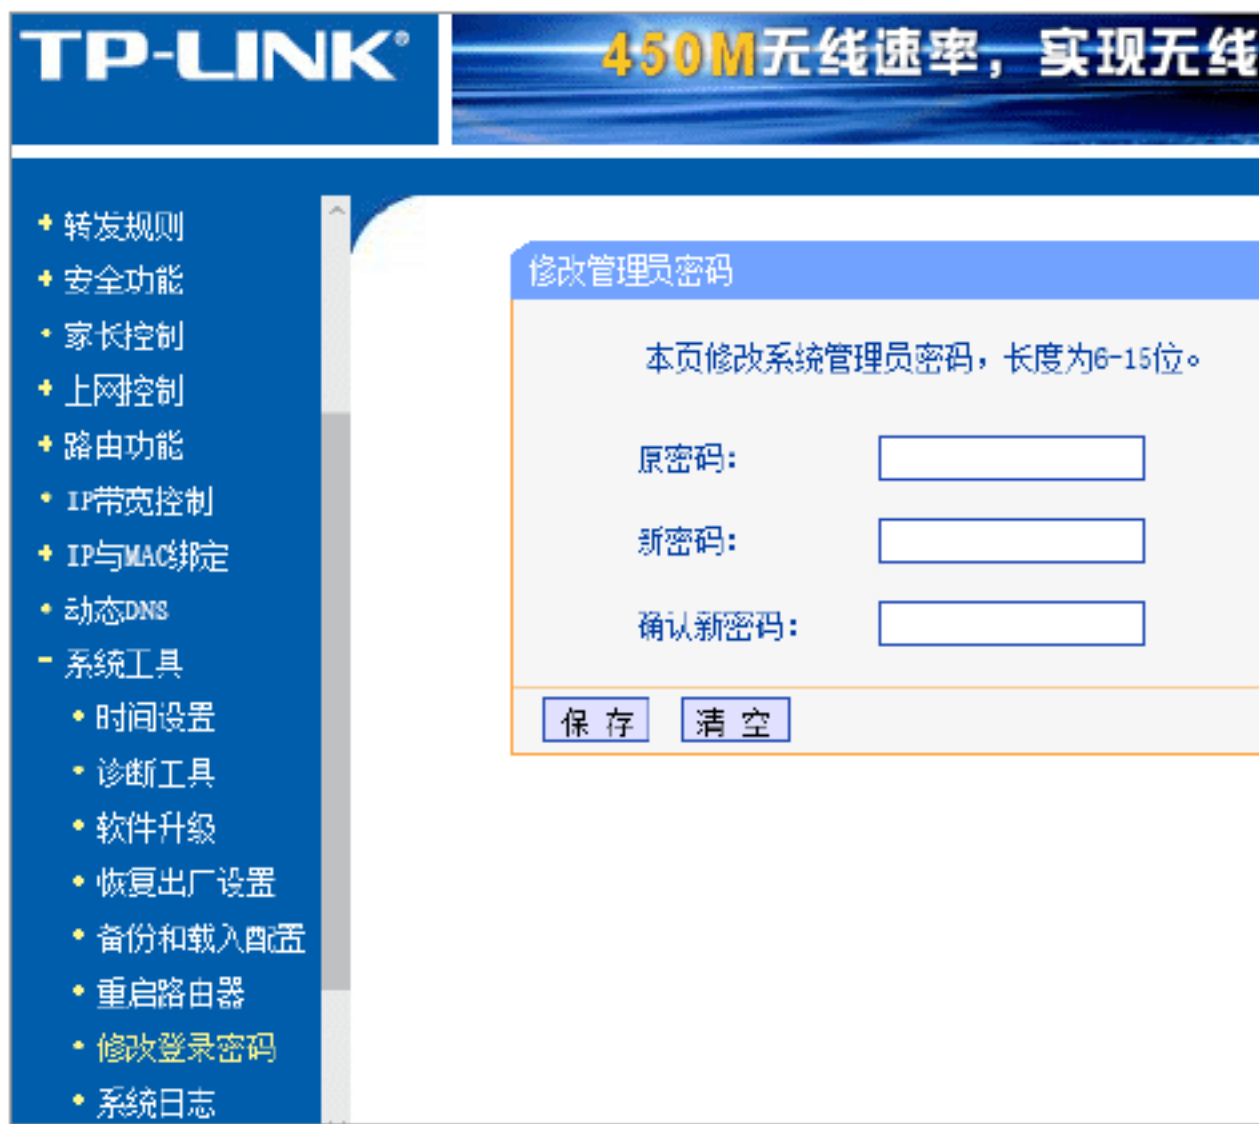 TP-LINK®
450M无线速率，实现无线
转发规则
安全功能
家长控制
上网控制
路由功能
IP带宽控制
IP与MAC绑定
动态DNS
系统工具
时间设置
诊断工具
软件升级
恢复出厂设置
备份和载入配置
重启路由器
修改登录密码
系统日志
修改管理员密码
本页修改系统管理员密码，长度为6-15位。
原密码：
新密码：
确认新密码：
保 存 清 空